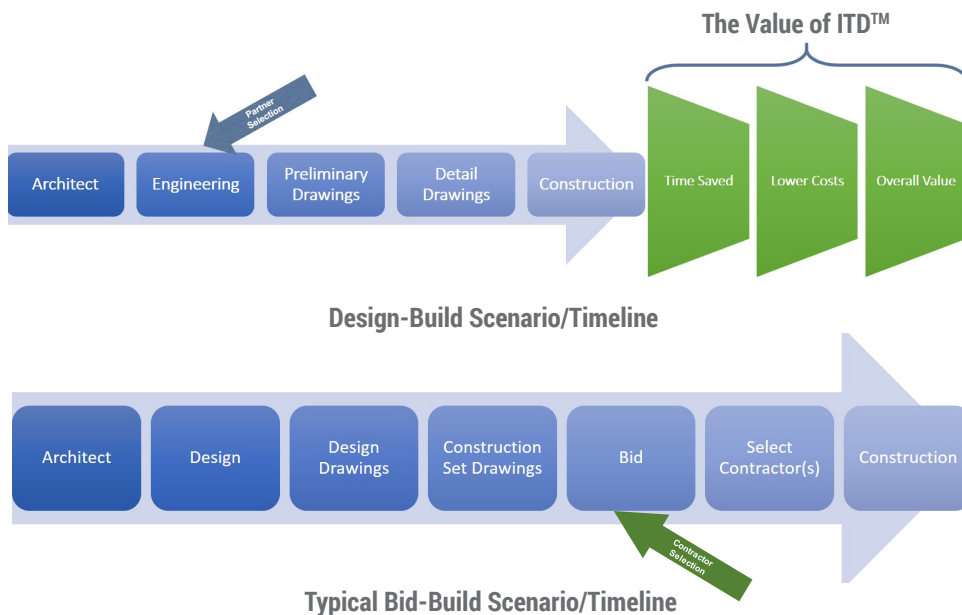 The Value of ITD™
Partner
Selection
Architect
Engineering
Preliminary
Drawings
Detail
Drawings
Construction
Time Saved
Lower Costs
Overall Value
Design-Build Scenario/Timeline
Architect
Design
Design
Drawings
Construction
Set Drawings
Bid
Select
Contractor(s)
Construction
Contractor
Selection
Typical Bid-Build Scenario/Timeline